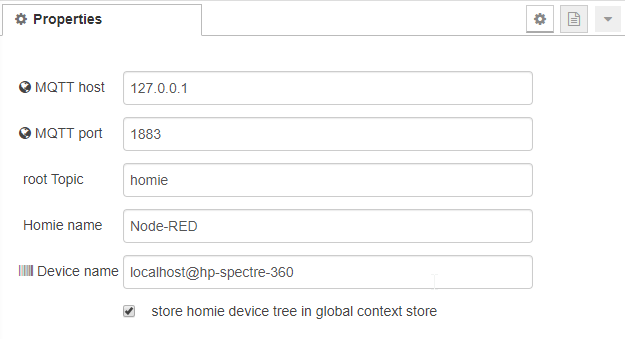 Properties
MQTT host 127.0.0.1
MQTT port 1883
root Topic homie
Homie name Node-RED
Device name localhost@hp-spectre-360
store homie device tree in global context store